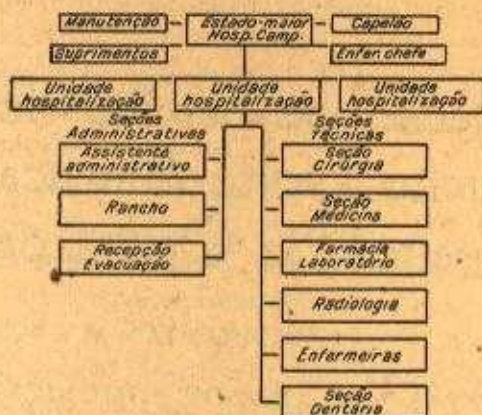 Manutenção
Estado-maior
Hosp. Camp.
Capelão
Suprimentos
Enfer. chefe
Unidade
hospitalização
Unidade
hospitalização
Unidade
hospitalização
Seções
Administrativas
Seções
Técnicas
Assistente
administrativo
Seção
Cirúrgia
Rancho
Seção
Medicina
Recepção
Evacuação
Farmácia
Laboratório
Radiologia
Enfermeiras
Seção
Dentária